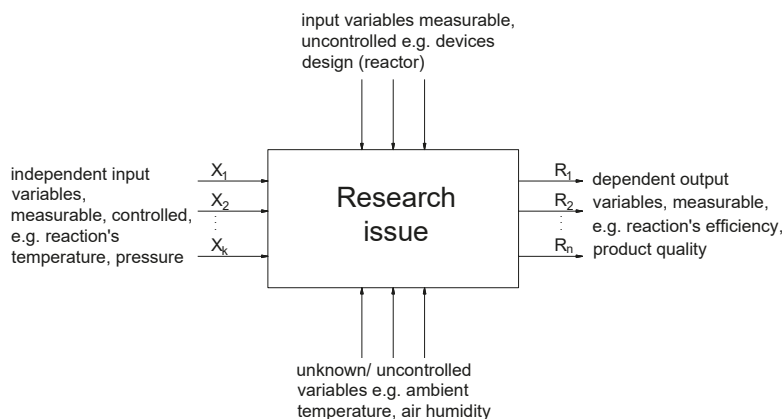 input variables measurable,
uncontrolled e.g. devices
design (reactor)
independent input
variables,
measurable, controlled,
e.g. reaction's
temperature, pressure
X₁
X₂
Xₖ
Research
issue
R₁
R₂
Rₙ
dependent output
variables, measurable,
e.g. reaction's efficiency,
product quality
unknown/ uncontrolled
variables e.g. ambient
temperature, air humidity